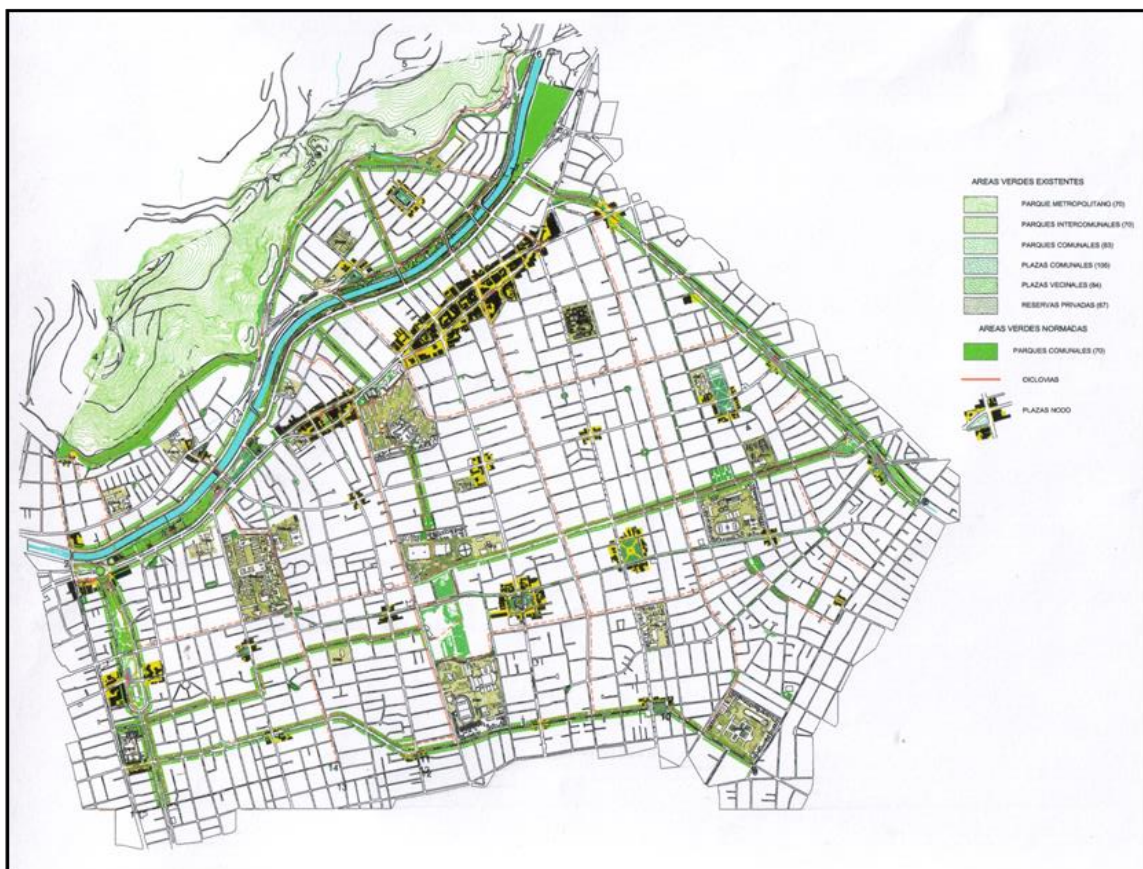 AREAS VERDES EXISTENTES
PARQUE METROPOLITANO (70)
PARQUES INTERCOMUNALES (70)
PARQUES COMUNALES (83)
PLAZAS COMUNALES (105)
PLAZAS VECINALES (84)
RESERVAS PRIVADAS (67)
AREAS VERDES NORMADAS
PARQUES COMUNALES (70)
CICLOVIAS
PLAZAS NODO